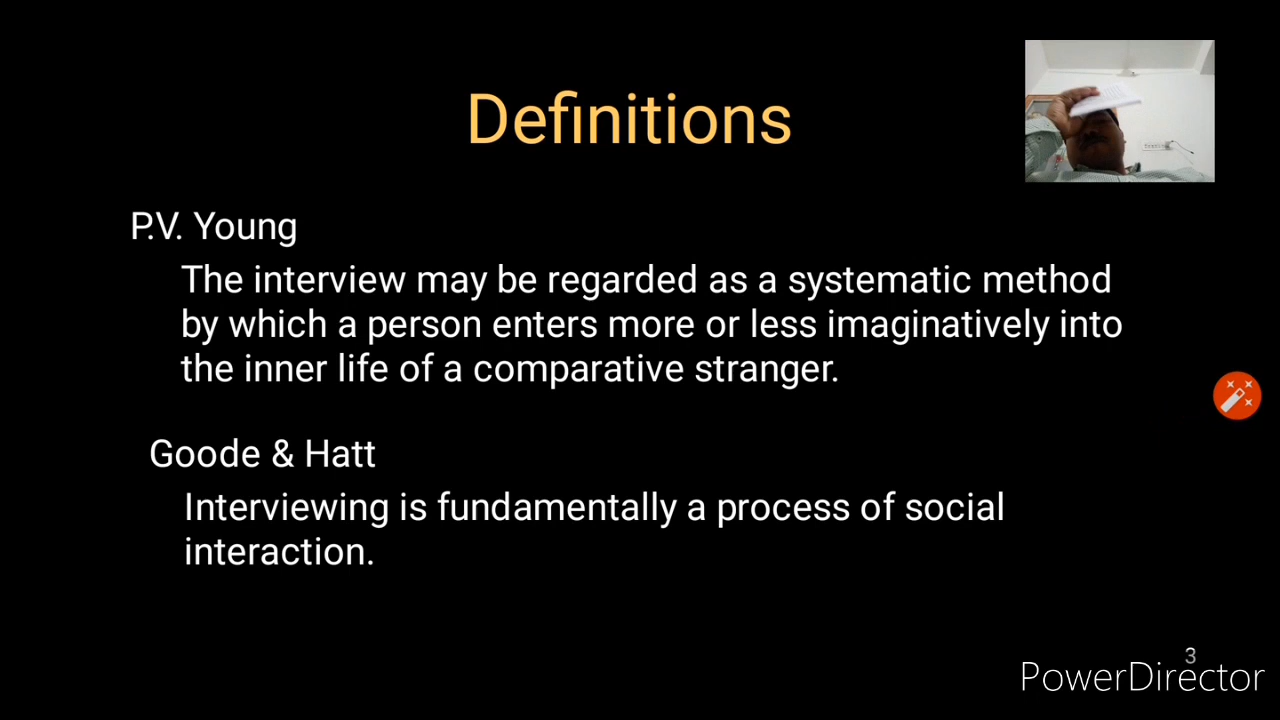 Definitions
P.V. Young
The interview may be regarded as a systematic method
by which a person enters more or less imaginatively into
the inner life of a comparative stranger.
Goode & Hatt
Interviewing is fundamentally a process of social
interaction.
3
PowerDirector